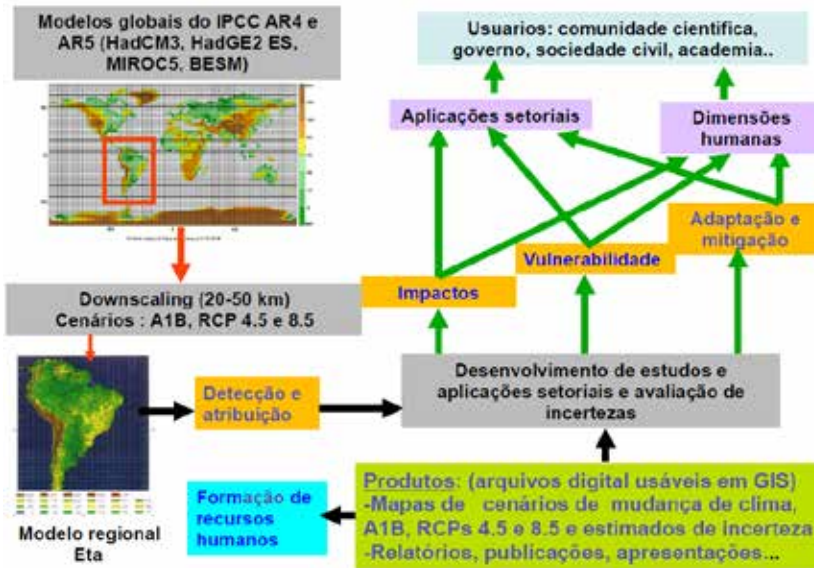 Modelos globais do IPCC AR4 e
AR5 (HadCM3, HadGE2 ES,
MIROC5, BESM)
Usuarios: comunidade cientifica,
governo, sociedade civil, academia..
Aplicações setoriais
Dimensões
humanas
Adaptação e
mitigação
Vulnerabilidade
Impactos
Downscaling (20-50 km)
Cenários : A1B, RCP 4.5 e 8.5
Desenvolvimento de estudos e
aplicações setoriais e avaliação de
incertezas
Detecção e
atribuição
Modelo regional
Eta
Formação de
recursos
humanos
Produtos: (arquivos digital usáveis em GIS)
-Mapas de cenários de mudança de clima,
A1B, RCPs 4.5 e 8.5 e estimados de incerteza
-Relatórios, publicações, apresentações...